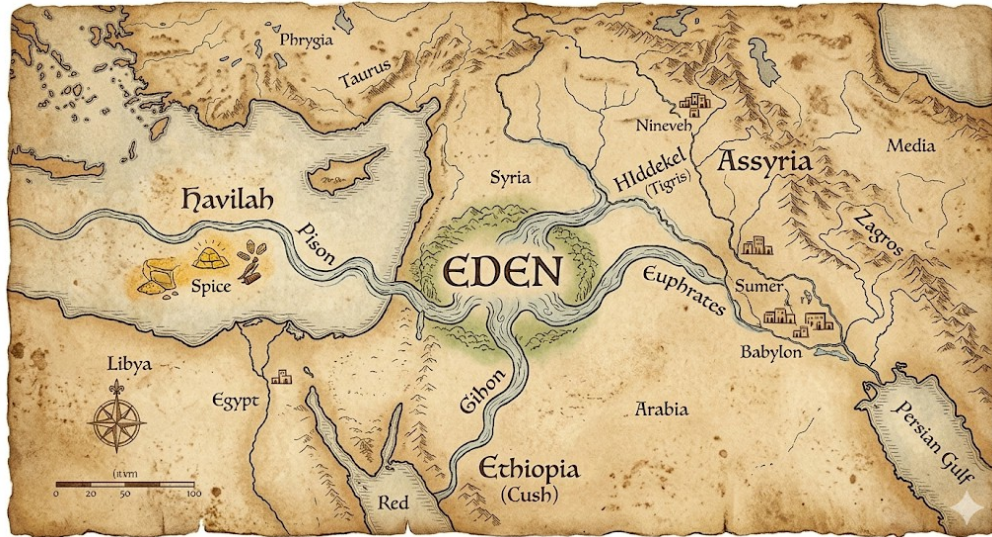 Phrygia
Taurus
Nineveh
Media
Assyria
HIddekel
(Tigris)
Syria
Havilah
Pison
Zagros
EDEN
Spice
Euphrates
Sumer
Babylon
Libya
Egypt
Gihon
Arabia
Persian Gulf
Ethiopia
(Cush)
Red
0 20 50 100